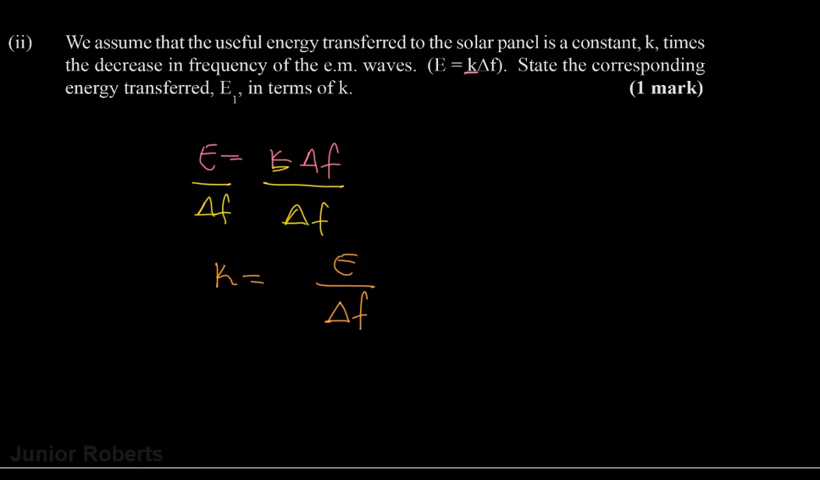 (ii) We assume that the useful energy transferred to the solar panel is a constant, k, times
the decrease in frequency of the e.m. waves. (E = kΔf). State the corresponding
energy transferred, E₁, in terms of k. (1 mark)
E = k Δf
Δf Δf
k = E
Δf
Junior Roberts